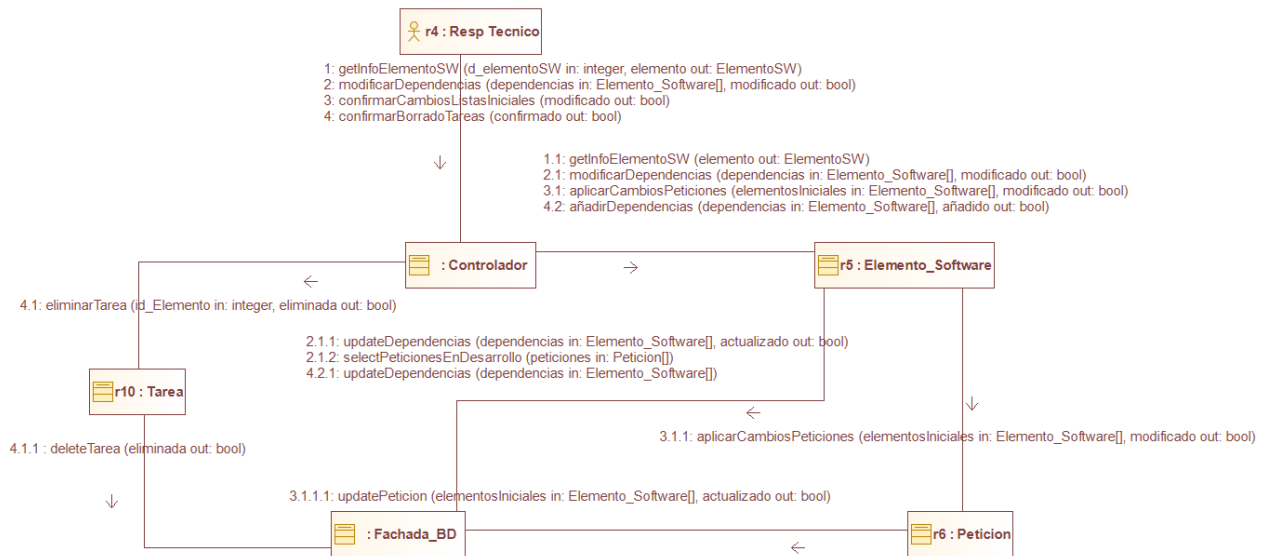 r4 : Resp Tecnico
1: getInfoElementoSW (d_elementoSW in: integer, elemento out: ElementoSW)
2: modificarDependencias (dependencias in: Elemento_Software[], modificado out: bool)
3: confirmarCambiosListasIniciales (modificado out: bool)
4: confirmarBorradoTareas (confirmado out: bool)
1.1: getInfoElementoSW (elemento out: ElementoSW)
2.1: modificarDependencias (dependencias in: Elemento_Software[], modificado out: bool)
3.1: aplicarCambiosPeticiones (elementosIniciales in: Elemento_Software[], modificado out: bool)
4.2: añadirDependencias (dependencias in: Elemento_Software[], añadido out: bool)
: Controlador
r5 : Elemento_Software
4.1: eliminarTarea (id_Elemento in: integer, eliminada out: bool)
2.1.1: updateDependencias (dependencias in: Elemento_Software[], actualizado out: bool)
2.1.2: selectPeticionesEnDesarrollo (peticiones in: Peticion[])
4.2.1: updateDependencias (dependencias in: Elemento_Software[])
r10 : Tarea
3.1.1: aplicarCambiosPeticiones (elementosIniciales in: Elemento_Software[], modificado out: bool)
4.1.1 : deleteTarea (eliminada out: bool)
3.1.1.1: updatePeticion (elementosIniciales in: Elemento_Software[], actualizado out: bool)
: Fachada_BD
r6 : Peticion